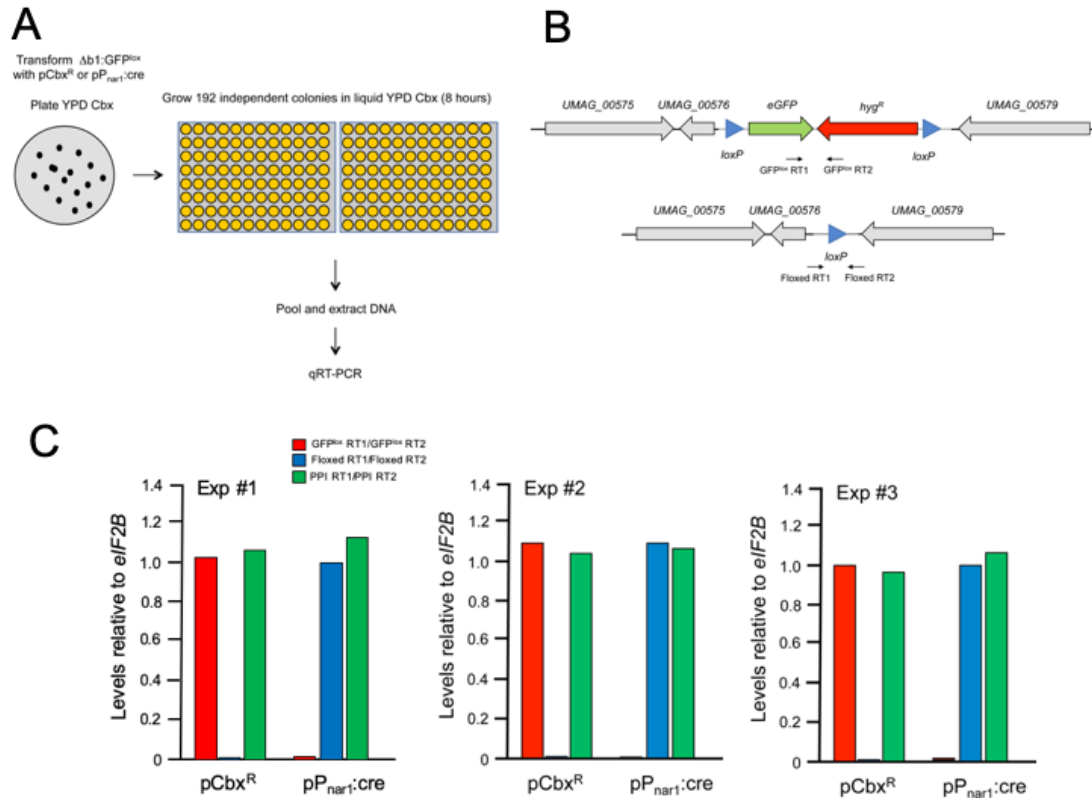 A
Transform Δb1:GFPlox
with pCbxR or pPnar1:cre
Plate YPD Cbx
Grow 192 independent colonies in liquid YPD Cbx (8 hours)
Pool and extract DNA
qRT-PCR
B
UMAG_00575 UMAG_00576 eGFP hygR UMAG_00579
loxP loxP
GFPlox RT1 GFPlox RT2
UMAG_00575 UMAG_00576 UMAG_00579
loxP
Floxed RT1 Floxed RT2
C
GFPlox RT1/GFPlox RT2
Floxed RT1/Floxed RT2
PPI RT1/PPI RT2
Exp #1
Levels relative to eIF2B
1.4
1.2
1.0
0.8
0.6
0.4
0.2
0
pCbxR pPnar1:cre
Exp #2
Levels relative to eIF2B
1.4
1.2
1.0
0.8
0.6
0.4
0.2
0
pCbxR pPnar1:cre
Exp #3
Levels relative to eIF2B
1.4
1.2
1.0
0.8
0.6
0.4
0.2
0
pCbxR pPnar1:cre